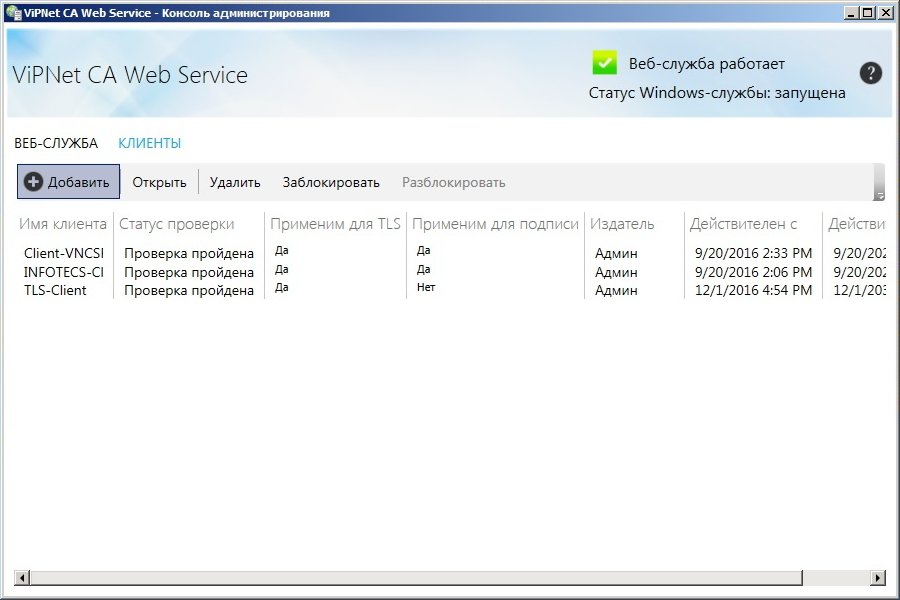 ViPNet CA Web Service - Консоль администрирования
ViPNet CA Web Service
Веб-служба работает
Статус Windows-службы: запущена
ВЕБ-СЛУЖБА КЛИЕНТЫ
Добавить Открыть Удалить Заблокировать Разблокировать
Имя клиента Статус проверки Применим для TLS Применим для подписи Издатель Действителен с Действи
Client-VNCSI Проверка пройдена Да Да Админ 9/20/2016 2:33 PM 9/20/202
INFOTECS-Cl Проверка пройдена Да Да Админ 9/20/2016 2:06 PM 9/20/202
TLS-Client Проверка пройдена Да Нет Админ 12/1/2016 4:54 PM 12/1/203